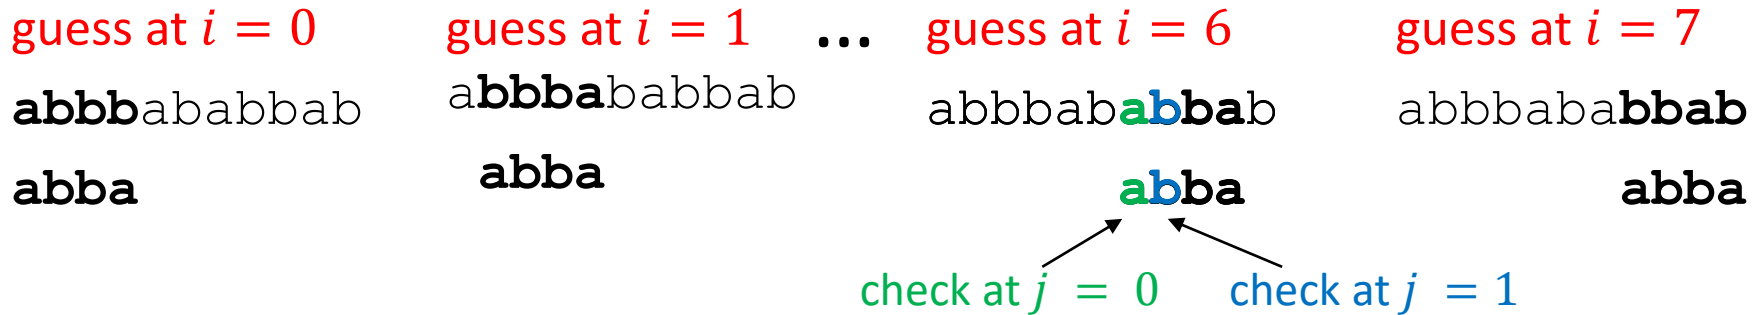 guess at i = 0 guess at i = 1 ... guess at i = 6 guess at i = 7
abbbababbab abbbababbab abbbababbab abbbababbab
abba abba abba abba
check at j = 0 check at j = 1